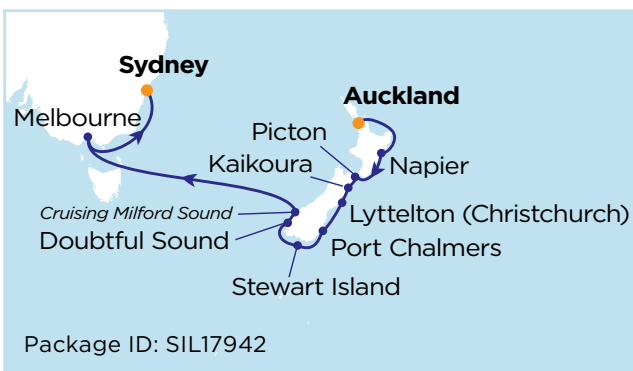 Sydney
Auckland
Melbourne
Picton
Kaikoura
Napier
Cruising Milford Sound
Lyttelton (Christchurch)
Doubtful Sound
Port Chalmers
Stewart Island
Package ID: SIL17942